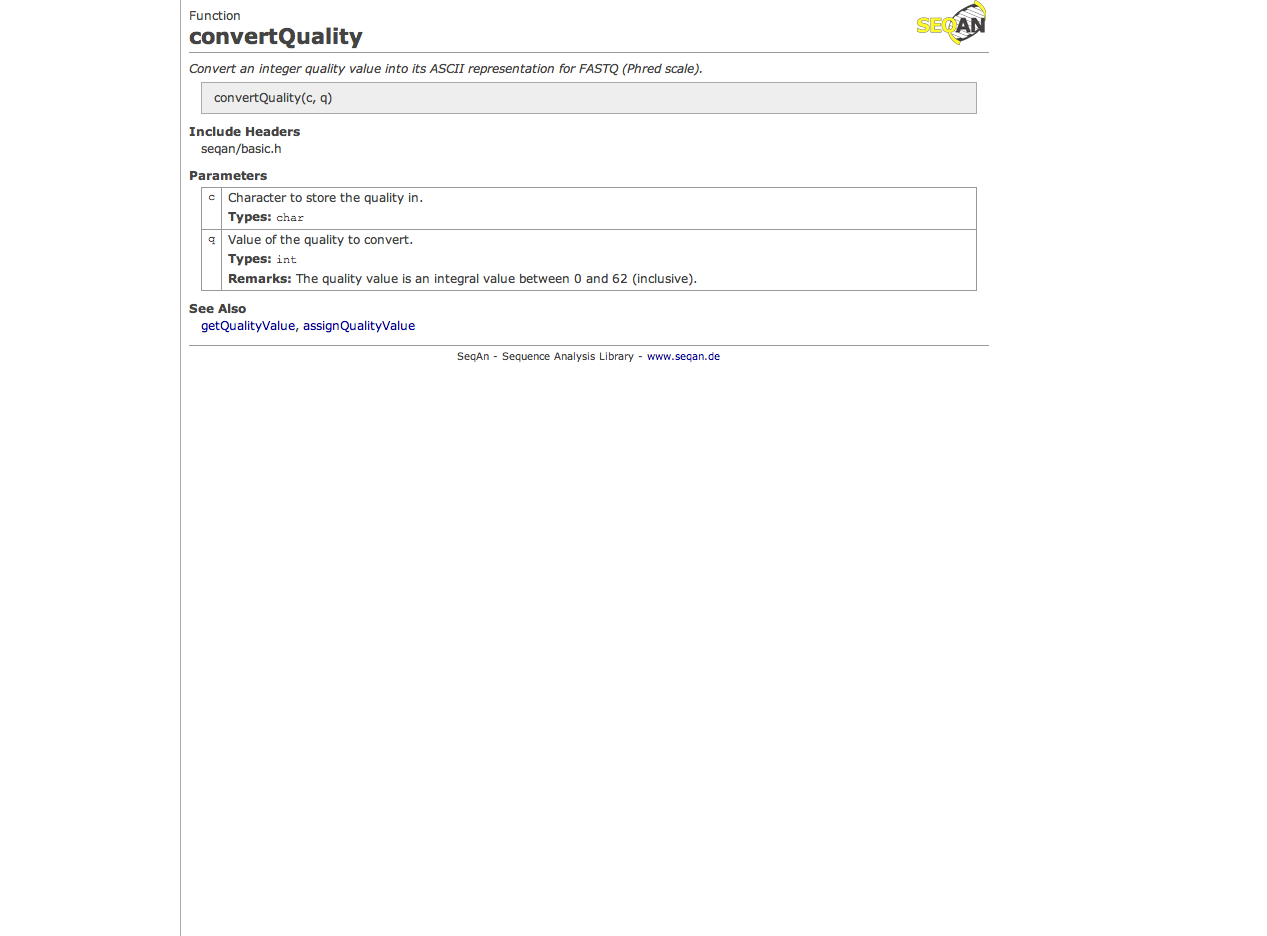 Function
convertQuality
SEQAN
Convert an integer quality value into its ASCII representation for FASTQ (Phred scale).
convertQuality(c, q)
Include Headers
seqan/basic.h
Parameters
c Character to store the quality in.
Types: char
q Value of the quality to convert.
Types: int
Remarks: The quality value is an integral value between 0 and 62 (inclusive).
See Also
getQualityValue, assignQualityValue
SeqAn - Sequence Analysis Library - www.seqan.de